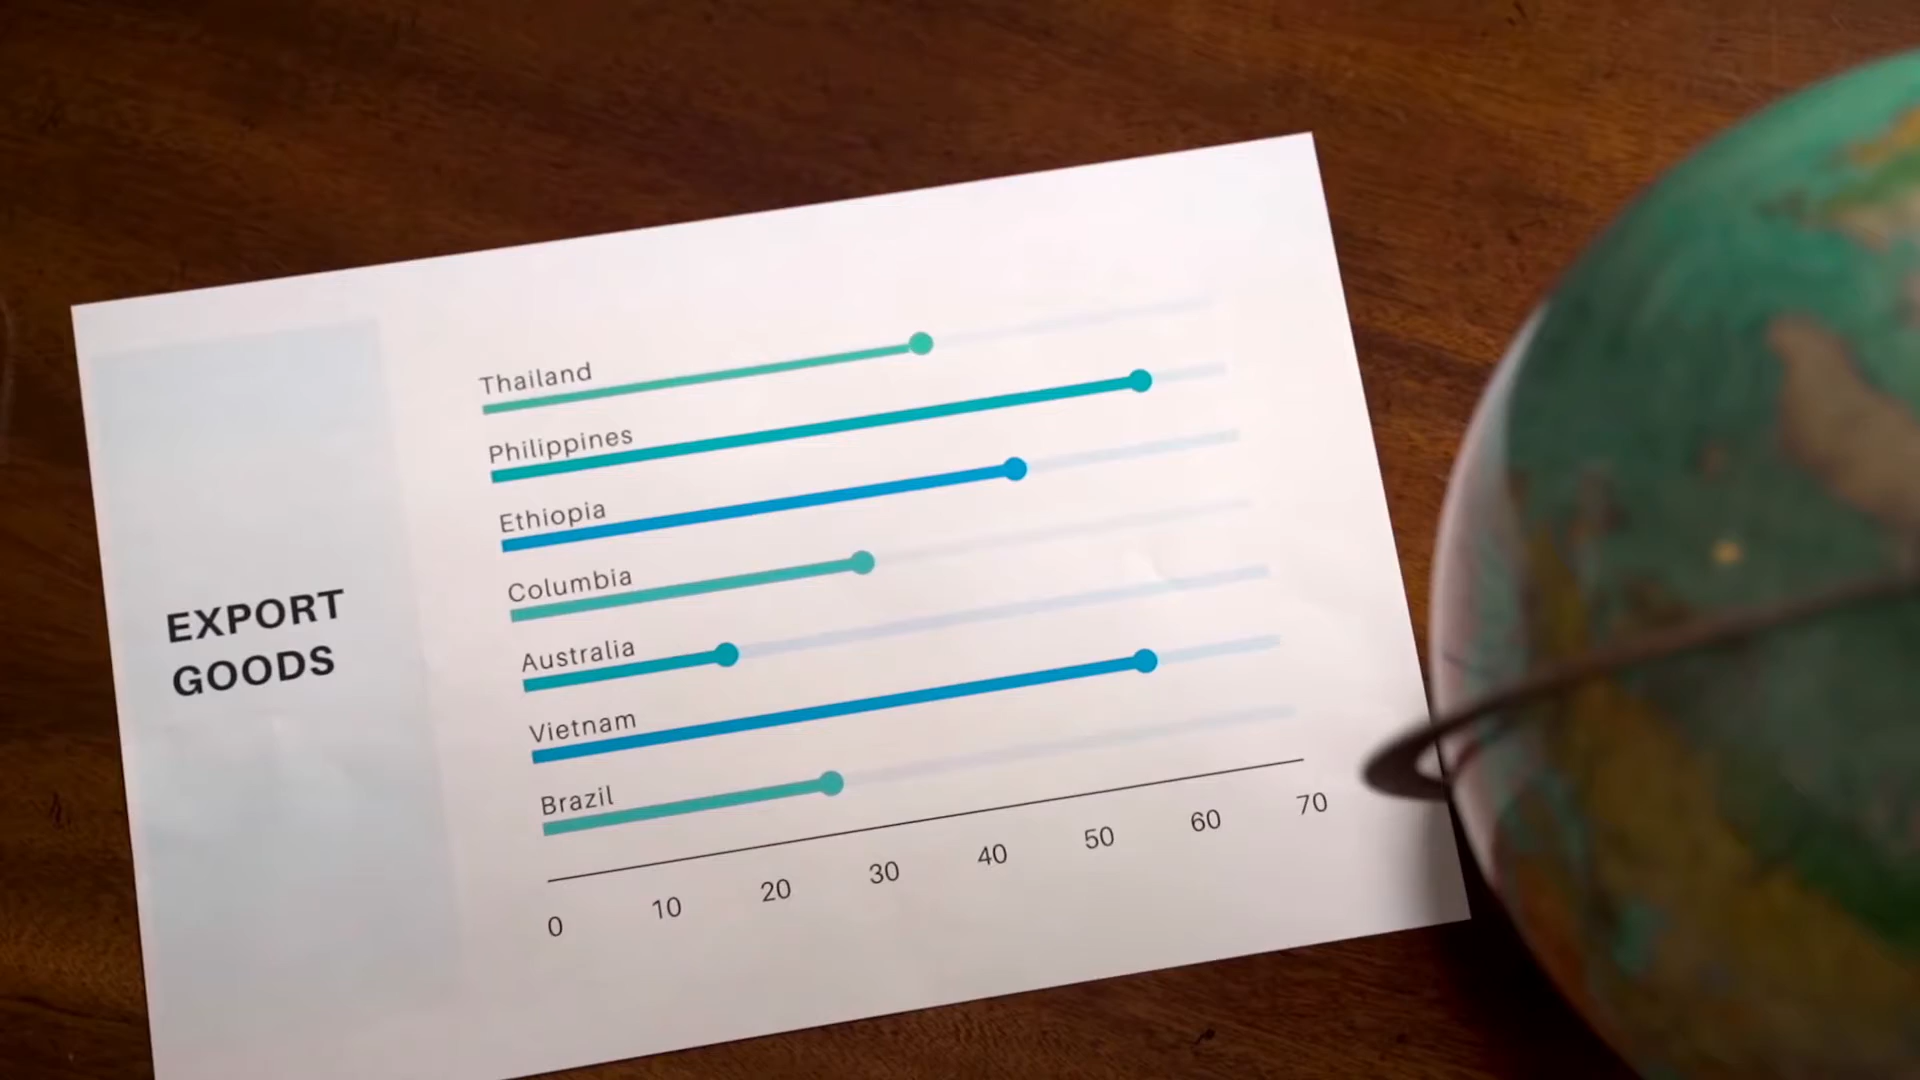 EXPORT
GOODS
Thailand
Philippines
Ethiopia
Columbia
Australia
Vietnam
Brazil
0 10 20 30 40 50 60 70